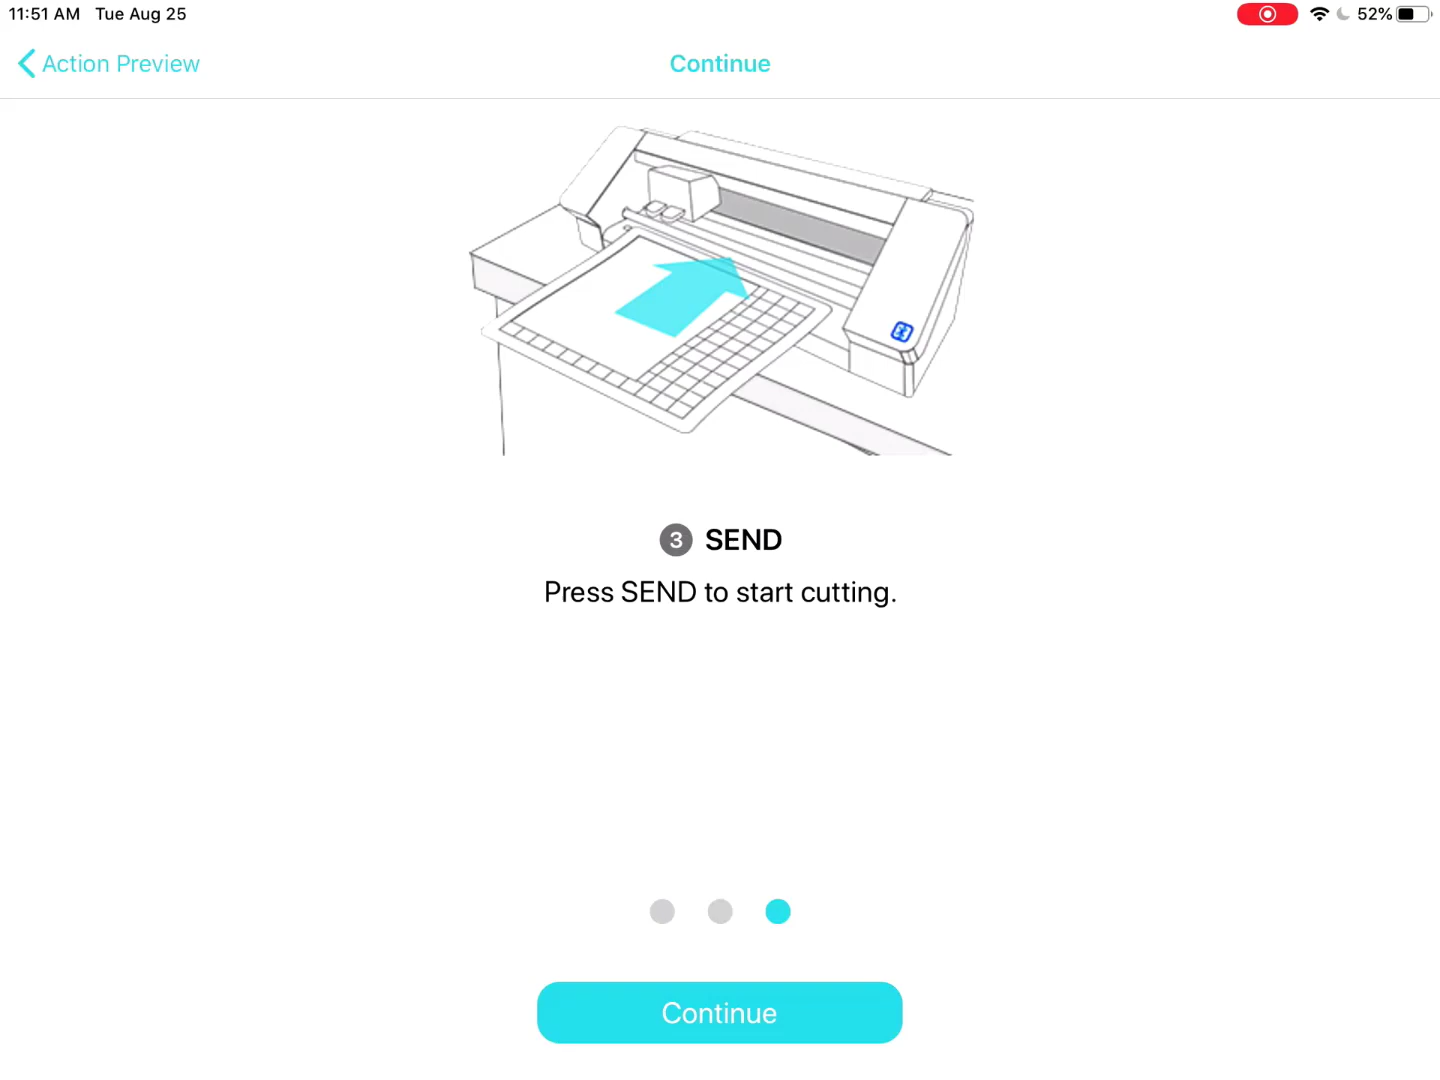 11:51 AM Tue Aug 25
52%
Action Preview
Continue
3 SEND
Press SEND to start cutting.
Continue